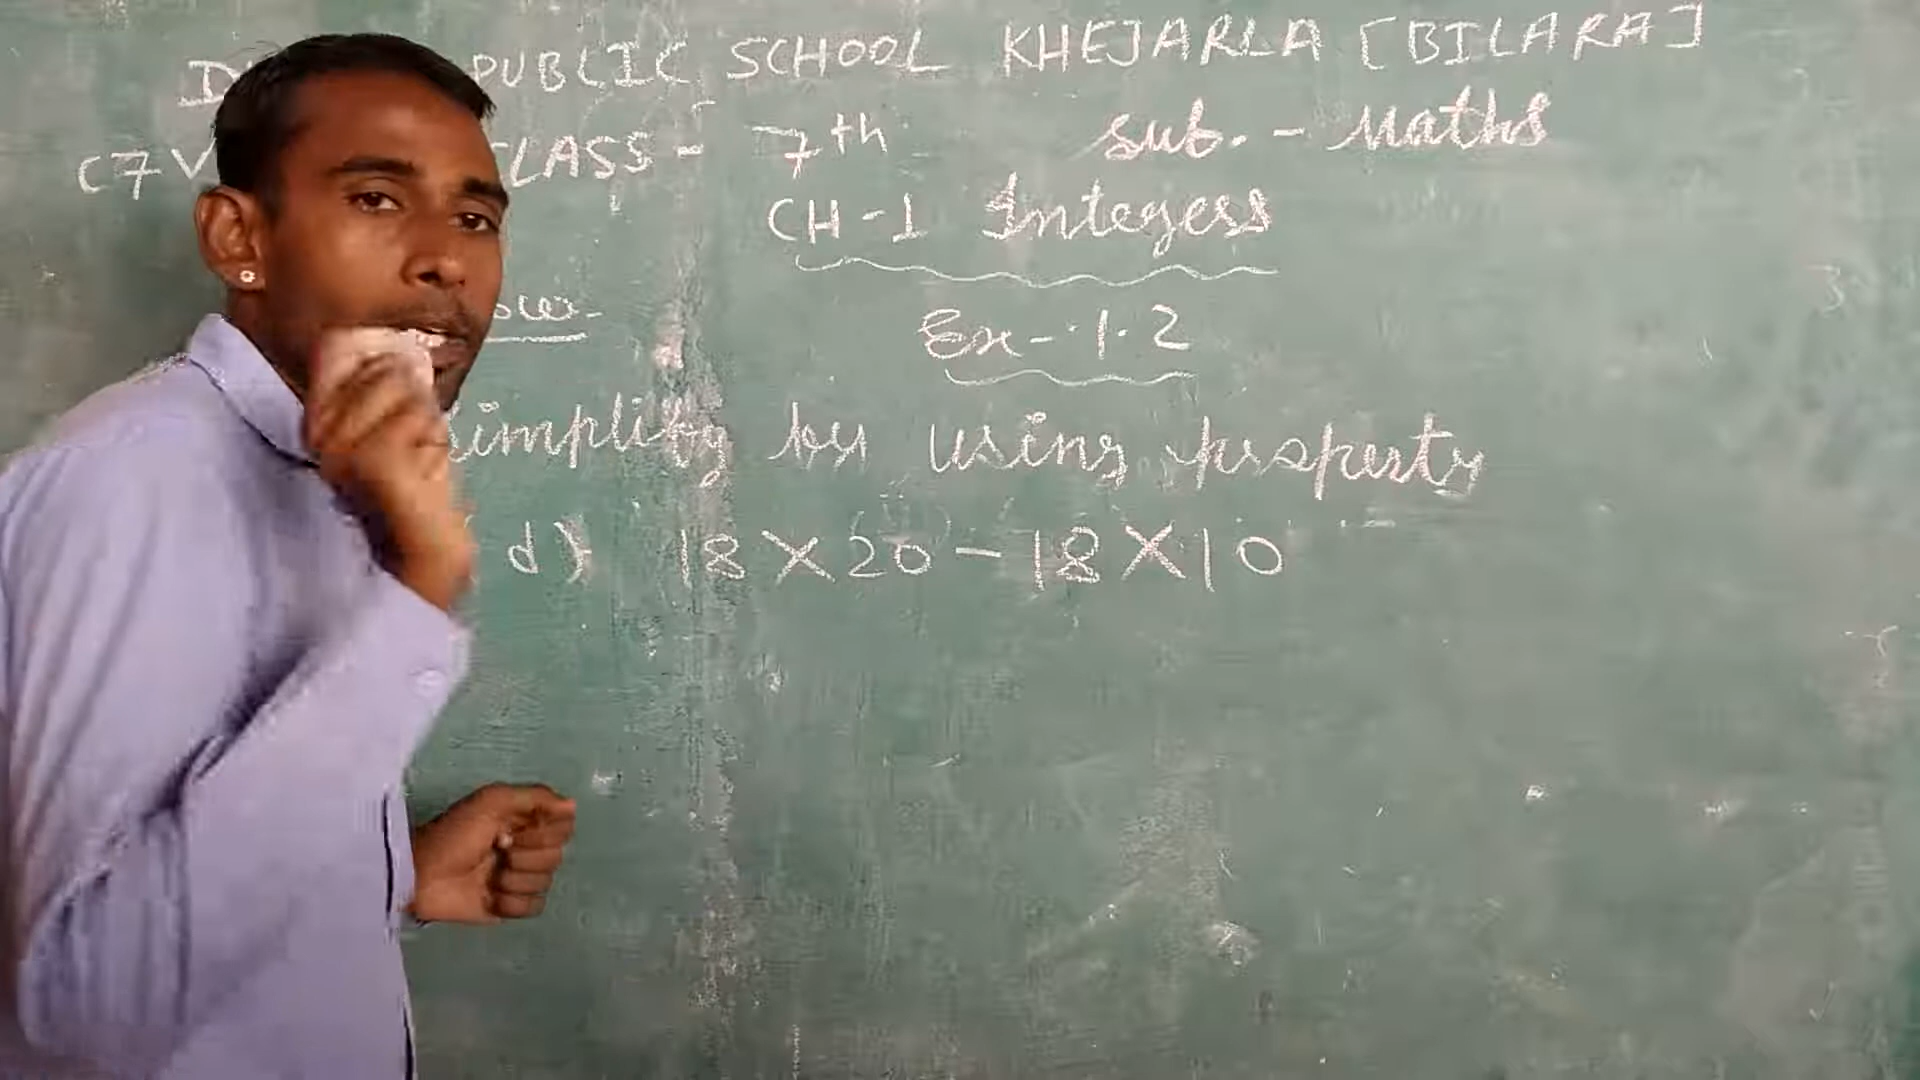 PUBLIC SCHOOL KHEJARLA [BILARA]
CLASS - 7th sub. - Maths
CH-1 Integers
Ex-1.2
simplify by using property
d) 18×20-18×10